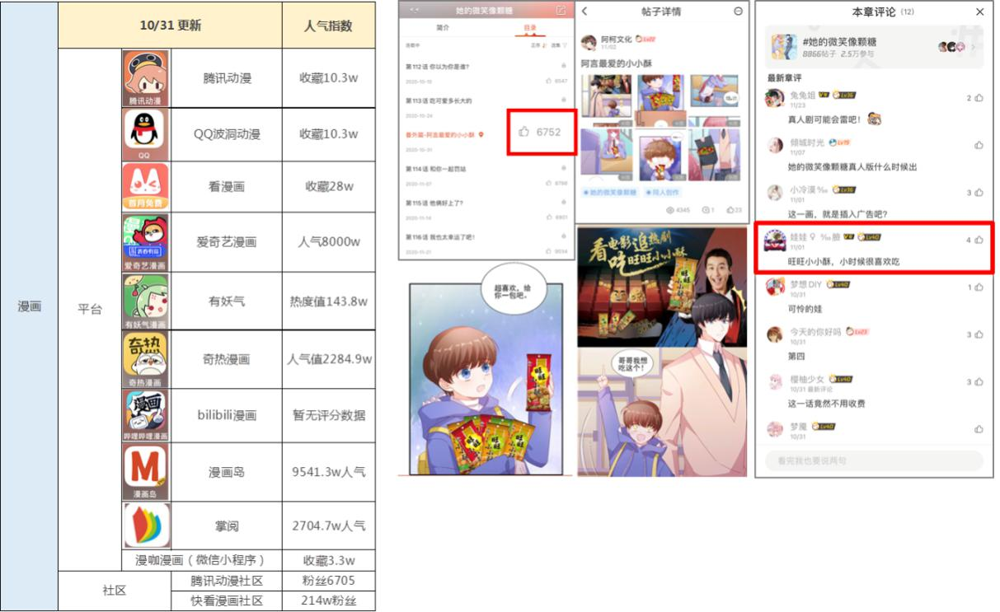 10/31 更新
人气指数
漫画
平台
腾讯动漫
腾讯动漫
收藏10.3w
QQ
QQ波洞动漫
收藏10.3w
首月免费
看漫画
收藏28w
爱奇艺漫画
爱奇艺漫画
人气8000w
有妖气漫画
有妖气
热度值143.8w
奇热
奇热漫画
奇热漫画
人气值2284.9w
漫画
哔哩哔哩漫画
bilibili漫画
暂无评分数据
M
漫画岛
漫画岛
9541.3w人气
掌阅
2704.7w人气
漫咖漫画（微信小程序）
收藏3.3w
社区
腾讯动漫社区
粉丝6705
快看漫画社区
214w粉丝
她的微笑像颗糖
简介
目录
连载中
第112话 你以为你是谁?
2020-10-15
6547
第113话 吃可爱多长大的
2020-10-24
番外篇-阿言最爱的小小酥
2020-10-31
6752
第114话 和你一起罚站
2020-11-07
6798
第115话 他俩好上了?
2020-11-14
6901
第116话 我也太幸运了吧!
2020-11-21
9034
超喜欢，给
你一包吧。
旺旺
小小酥
帖子详情
阿柯文化
11/02
阿言最爱的小小酥
她的微笑像颗糖
同人创作
4345
1
23
看电影追热剧
吃旺旺小小酥
哥哥我想
吃这个!
本章评论 (12)
#她的微笑像颗糖
8866帖子 2.5万参与
最新章评
兔兔姐 Lv36
11/23
2
真人剧可能会雷吧!
倾城时光 Lv19
11/07
她的微笑像颗糖真人版什么时候出
小冷漠‰ Lv36
11/01
3
这一画，就是插入广告吧?
娃娃♀ ‰臉 Lv40
11/01
4
旺旺小小酥，小时候很喜欢吃
梦想DIY Lv40
10/31
1
可怜的娃
今天的你好吗 Lv23
10/31
3
第四
樱柚少女 Lv40
10/31 最新评论
3
这一话竟然不用收费
梦魇 Lv40
10/31
看完我也要说两句